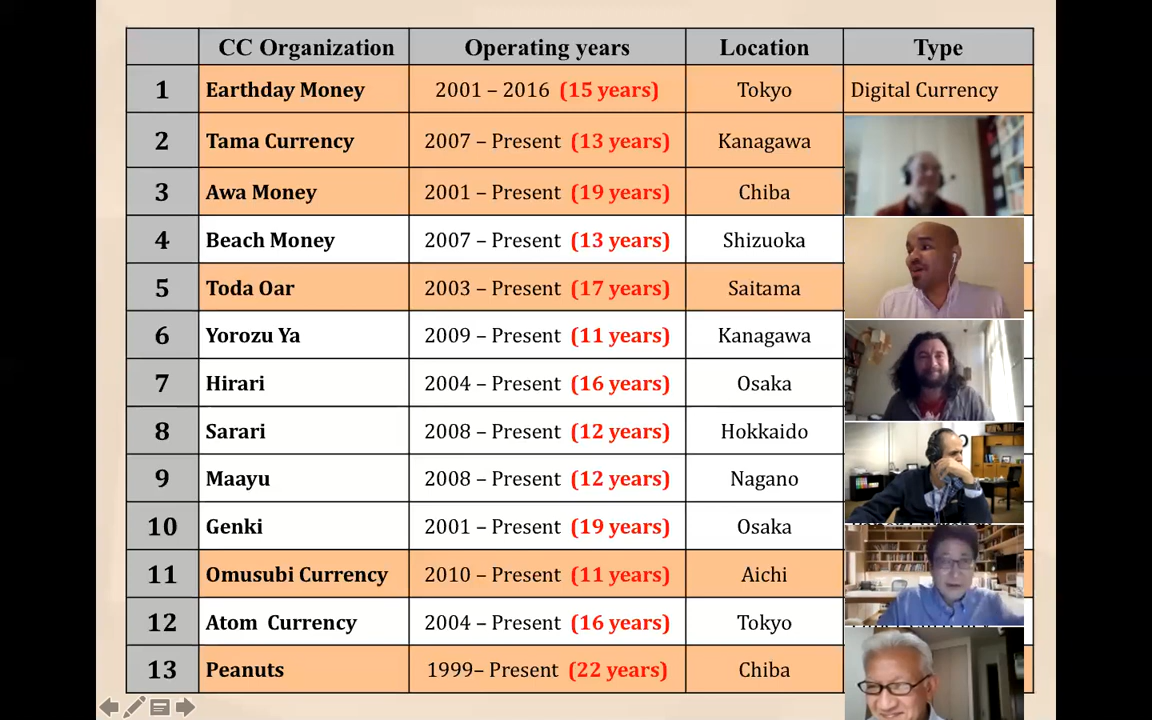 CC Organization Operating years Location Type
1 Earthday Money 2001 – 2016 (15 years) Tokyo Digital Currency
2 Tama Currency 2007 – Present (13 years) Kanagawa
3 Awa Money 2001 – Present (19 years) Chiba
4 Beach Money 2007 – Present (13 years) Shizuoka
5 Toda Oar 2003 – Present (17 years) Saitama
6 Yorozu Ya 2009 – Present (11 years) Kanagawa
7 Hirari 2004 – Present (16 years) Osaka
8 Sarari 2008 – Present (12 years) Hokkaido
9 Maayu 2008 – Present (12 years) Nagano
10 Genki 2001 – Present (19 years) Osaka
11 Omusubi Currency 2010 – Present (11 years) Aichi
12 Atom Currency 2004 – Present (16 years) Tokyo
13 Peanuts 1999– Present (22 years) Chiba